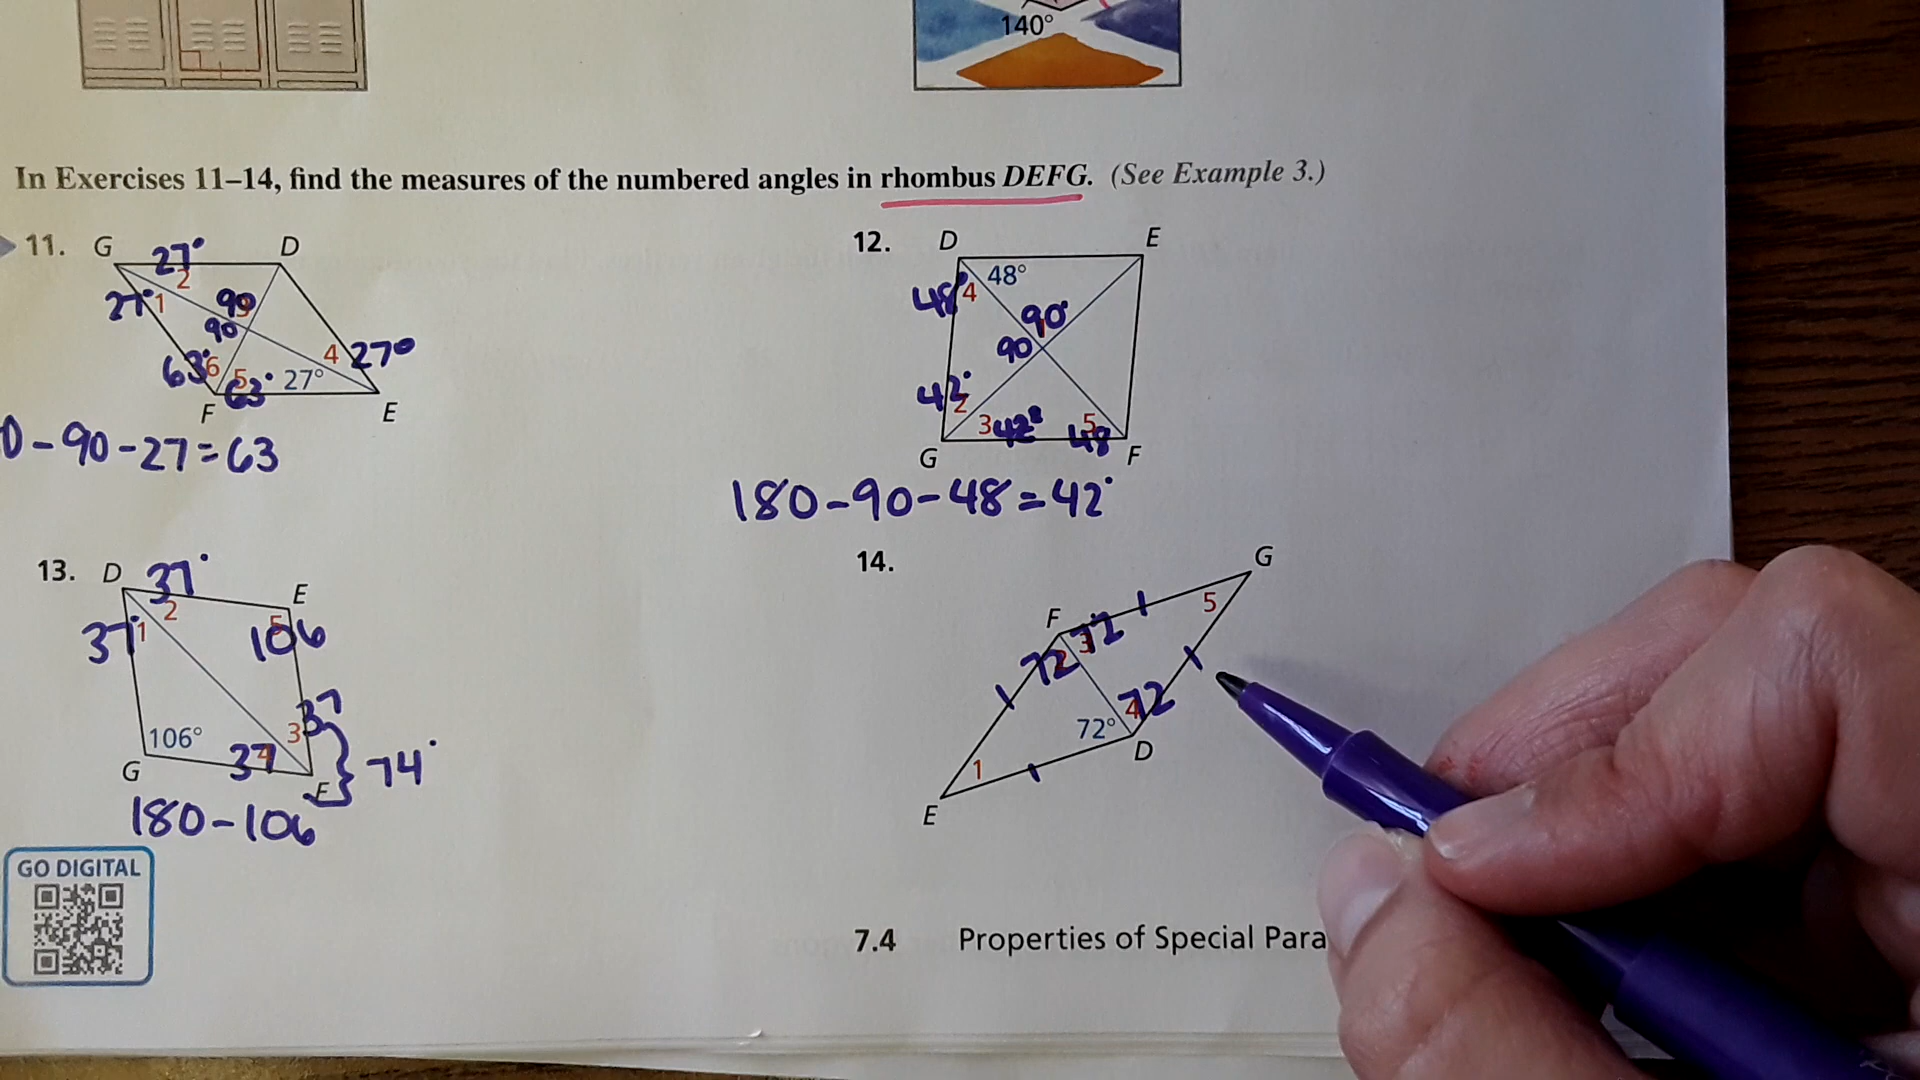 140°
In Exercises 11–14, find the measures of the numbered angles in rhombus DEFG. (See Example 3.)
11. G 27° D
2
27° 1 90
90
63° 6 5 63° 27° 4 27°
F E
0-90-27=63
12. D E
48° 4 48°
90°
90
42° 2 3 42° 5 48
G F
180-90-48=42°
13. D 37° E
37° 1 2 5 106
106° 37 3 37
G F 74°
180-106
14. G
F 72 3 5
72 2
72° 4 72
1 D
E
GO DIGITAL
7.4 Properties of Special Para